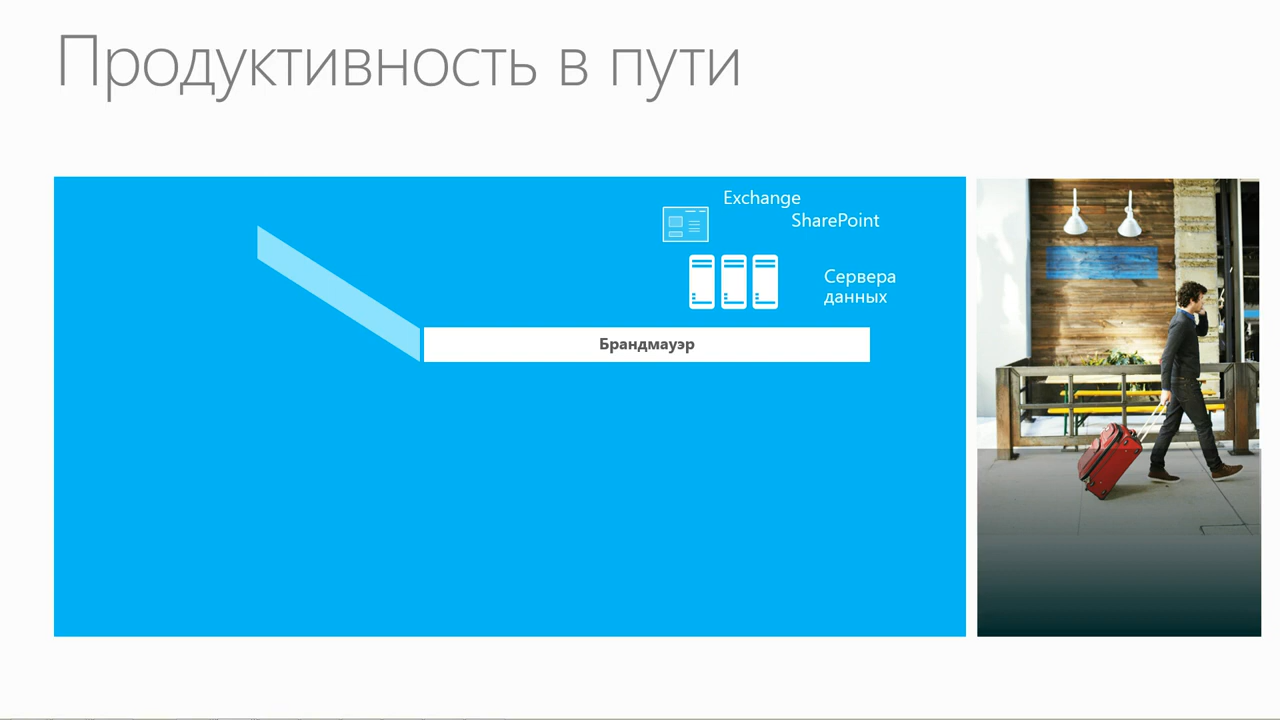 Продуктивность в пути
Exchange
SharePoint
Сервера
данных
Брандмауэр